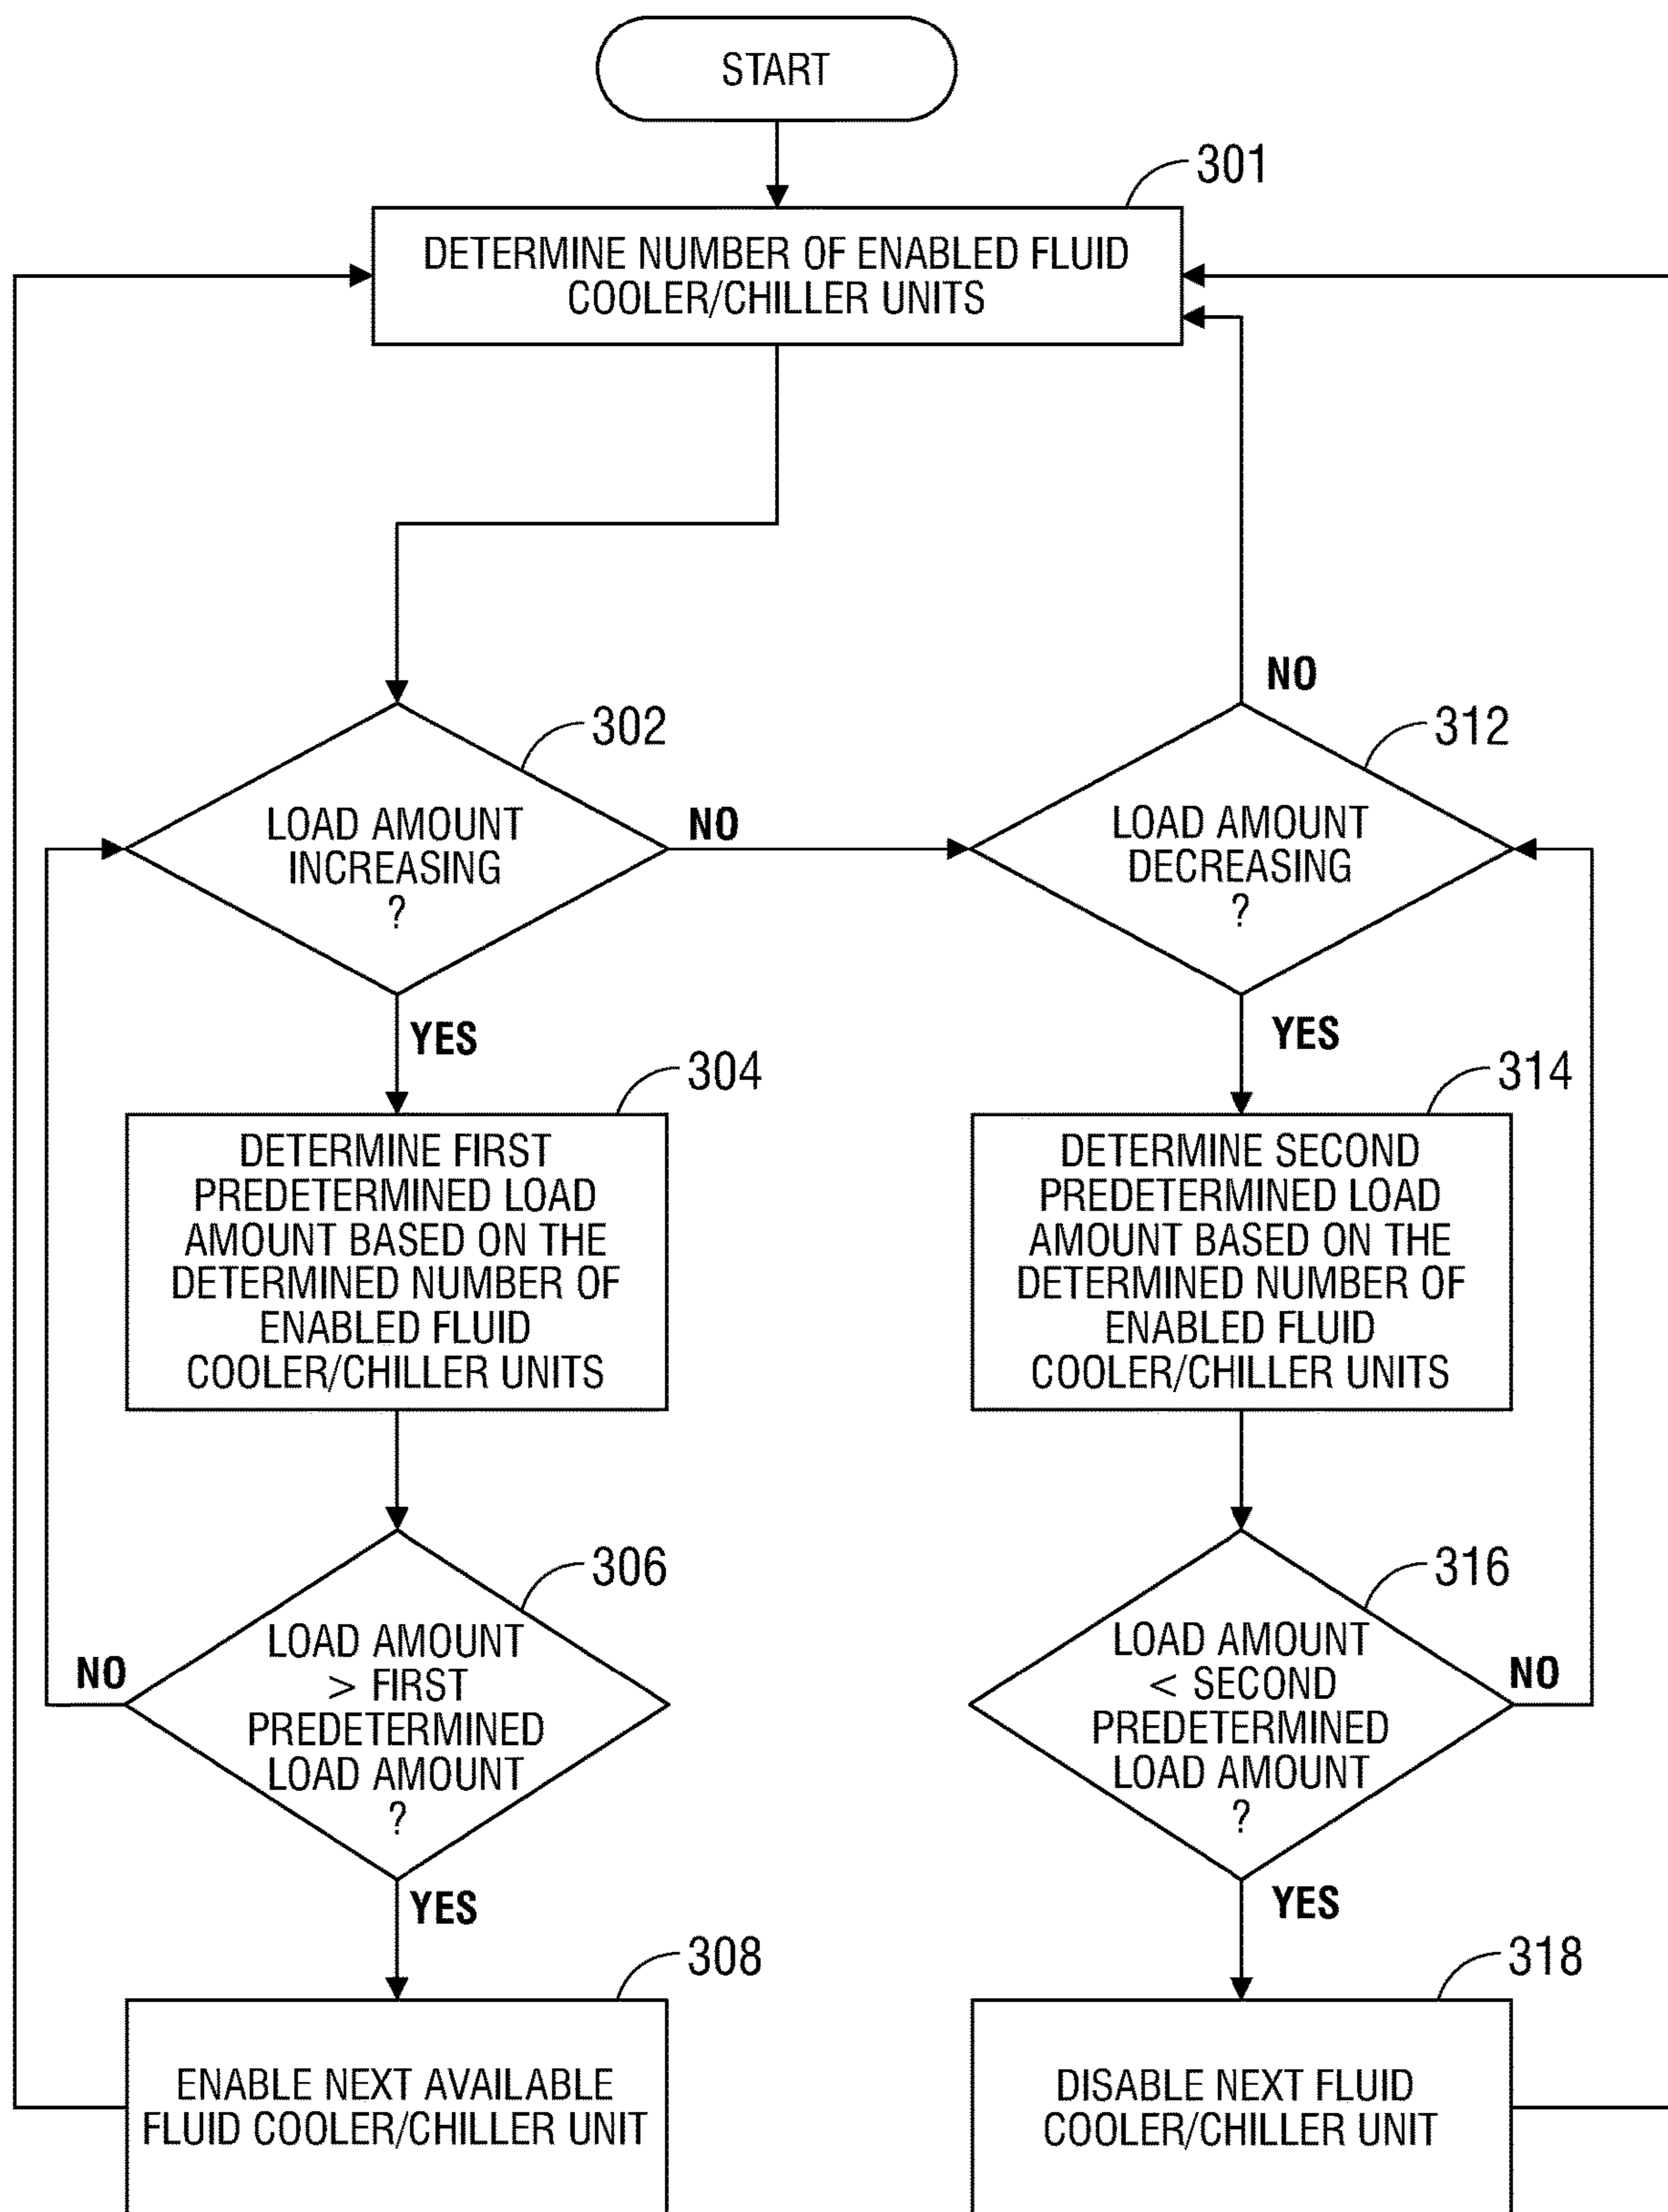 START
301
DETERMINE NUMBER OF ENABLED FLUID
COOLER/CHILLER UNITS
302
LOAD AMOUNT
INCREASING
?
NO
YES
312
LOAD AMOUNT
DECREASING
?
NO
YES
304
DETERMINE FIRST
PREDETERMINED LOAD
AMOUNT BASED ON THE
DETERMINED NUMBER OF
ENABLED FLUID
COOLER/CHILLER UNITS
314
DETERMINE SECOND
PREDETERMINED LOAD
AMOUNT BASED ON THE
DETERMINED NUMBER OF
ENABLED FLUID
COOLER/CHILLER UNITS
306
LOAD AMOUNT
> FIRST
PREDETERMINED
LOAD AMOUNT
?
NO
YES
316
LOAD AMOUNT
< SECOND
PREDETERMINED
LOAD AMOUNT
?
NO
YES
308
ENABLE NEXT AVAILABLE
FLUID COOLER/CHILLER UNIT
318
DISABLE NEXT FLUID
COOLER/CHILLER UNIT